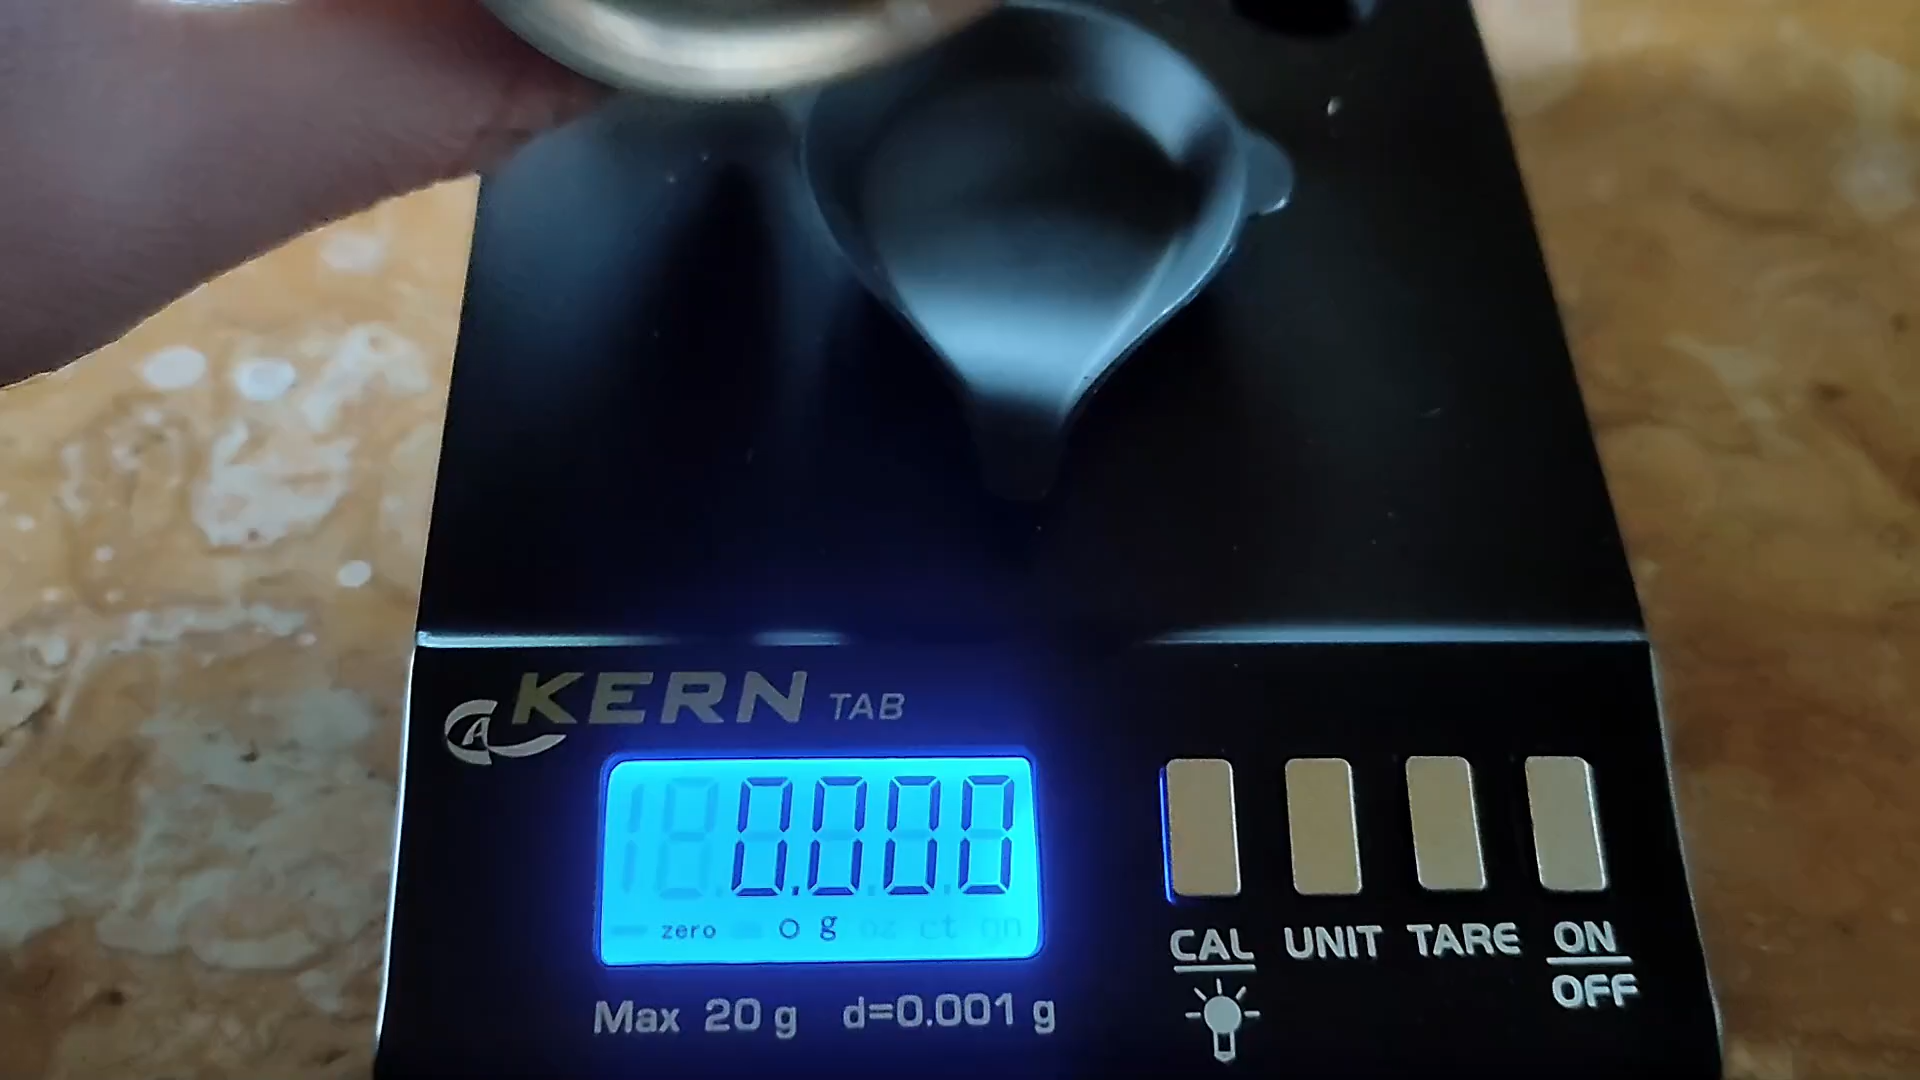 KERN TAB
0.000
zero o g oz ct gn
CAL UNIT TARE ON
OFF
Max 20 g d=0.001 g